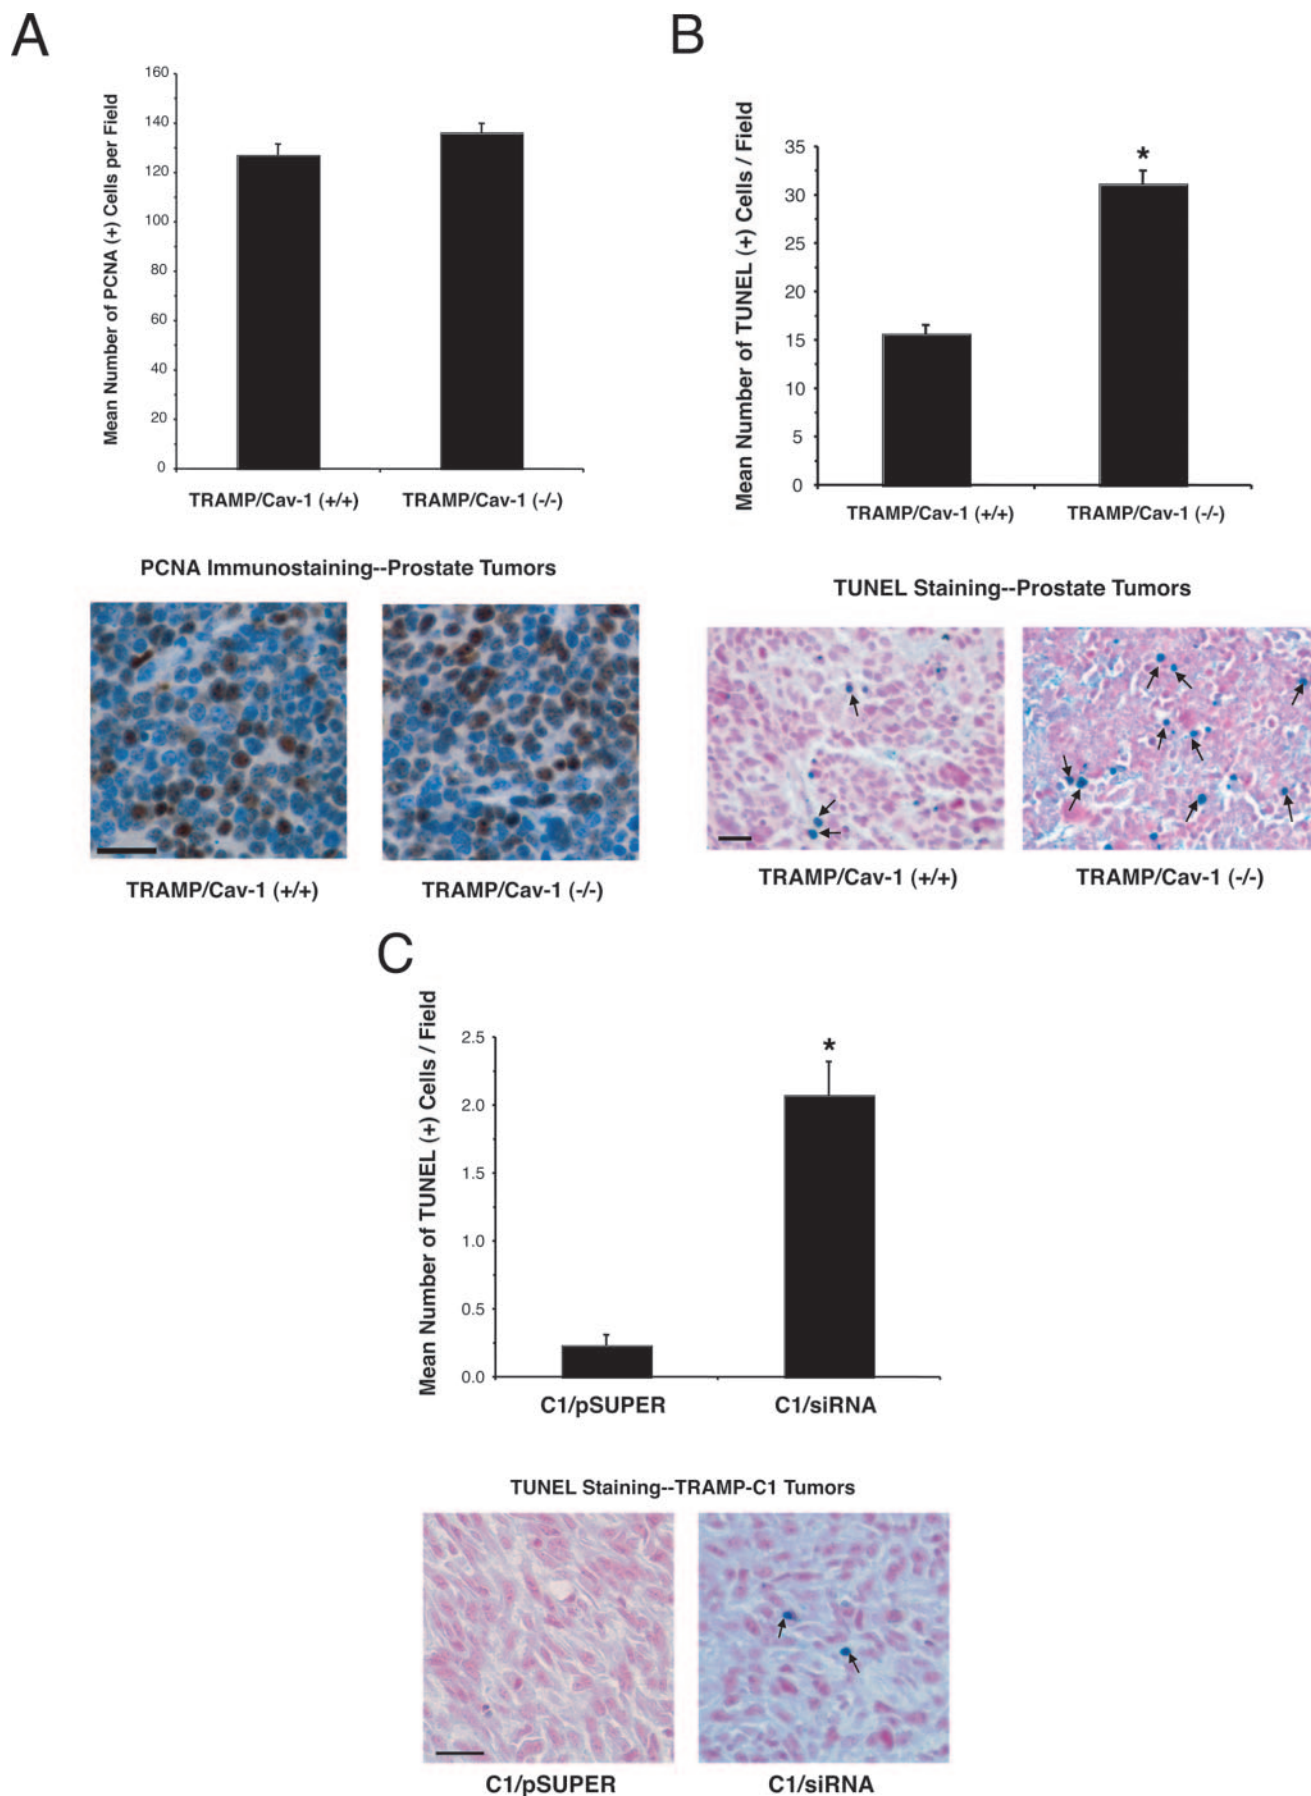 A
Mean Number of PCNA (+) Cells per Field
160
140
120
100
80
60
40
20
0
TRAMP/Cav-1 (+/+) TRAMP/Cav-1 (-/-)
PCNA Immunostaining--Prostate Tumors
TRAMP/Cav-1 (+/+) TRAMP/Cav-1 (-/-)
B
Mean Number of TUNEL (+) Cells / Field
35
30
25
20
15
10
5
0
*
TRAMP/Cav-1 (+/+) TRAMP/Cav-1 (-/-)
TUNEL Staining--Prostate Tumors
TRAMP/Cav-1 (+/+) TRAMP/Cav-1 (-/-)
C
Mean Number of TUNEL (+) Cells / Field
2.5
2.0
1.5
1.0
0.5
0.0
*
C1/pSUPER C1/siRNA
TUNEL Staining--TRAMP-C1 Tumors
C1/pSUPER C1/siRNA